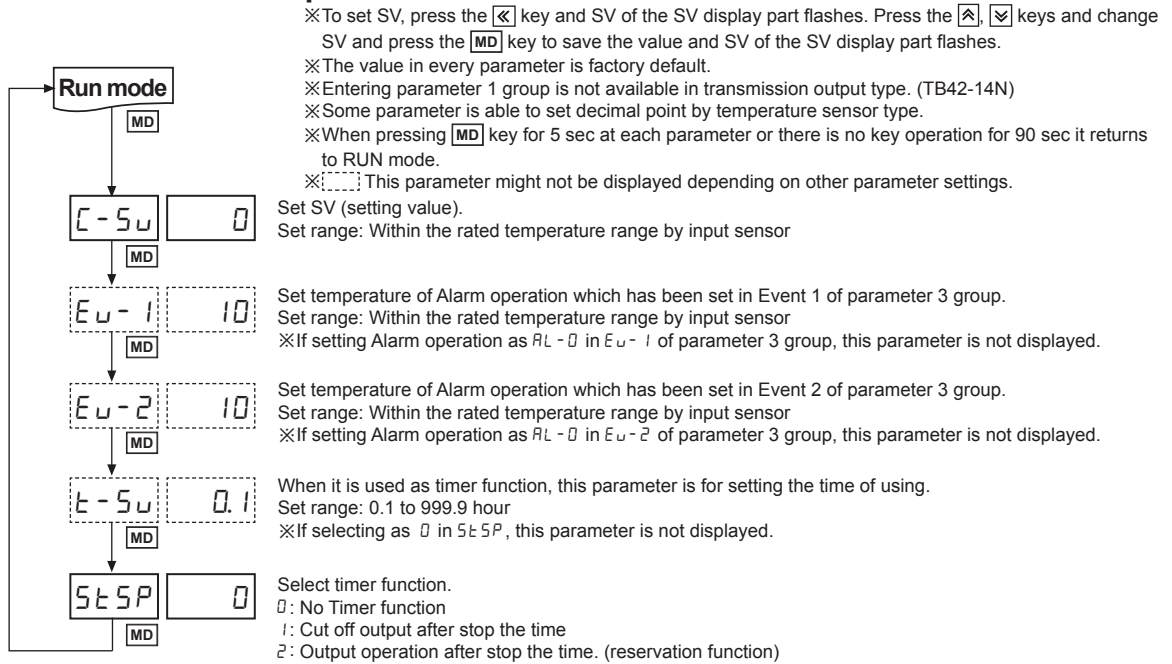 ※To set SV, press the « key and SV of the SV display part flashes. Press the ︽, ︾ keys and change
SV and press the MD key to save the value and SV of the SV display part flashes.
※The value in every parameter is factory default.
※Entering parameter 1 group is not available in transmission output type. (TB42-14N)
※Some parameter is able to set decimal point by temperature sensor type.
※When pressing MD key for 5 sec at each parameter or there is no key operation for 90 sec it returns
to RUN mode.
※ This parameter might not be displayed depending on other parameter settings.
Run mode
MD
C-Su 0
Set SV (setting value).
Set range: Within the rated temperature range by input sensor
MD
Eu-1 10
Set temperature of Alarm operation which has been set in Event 1 of parameter 3 group.
Set range: Within the rated temperature range by input sensor
※If setting Alarm operation as AL-0 in Eu-1 of parameter 3 group, this parameter is not displayed.
MD
Eu-2 10
Set temperature of Alarm operation which has been set in Event 2 of parameter 3 group.
Set range: Within the rated temperature range by input sensor
※If setting Alarm operation as AL-0 in Eu-2 of parameter 3 group, this parameter is not displayed.
MD
t-Su 0.1
When it is used as timer function, this parameter is for setting the time of using.
Set range: 0.1 to 999.9 hour
※If selecting as 0 in StSP, this parameter is not displayed.
MD
StSP 0
Select timer function.
0: No Timer function
1: Cut off output after stop the time
2: Output operation after stop the time. (reservation function)
MD